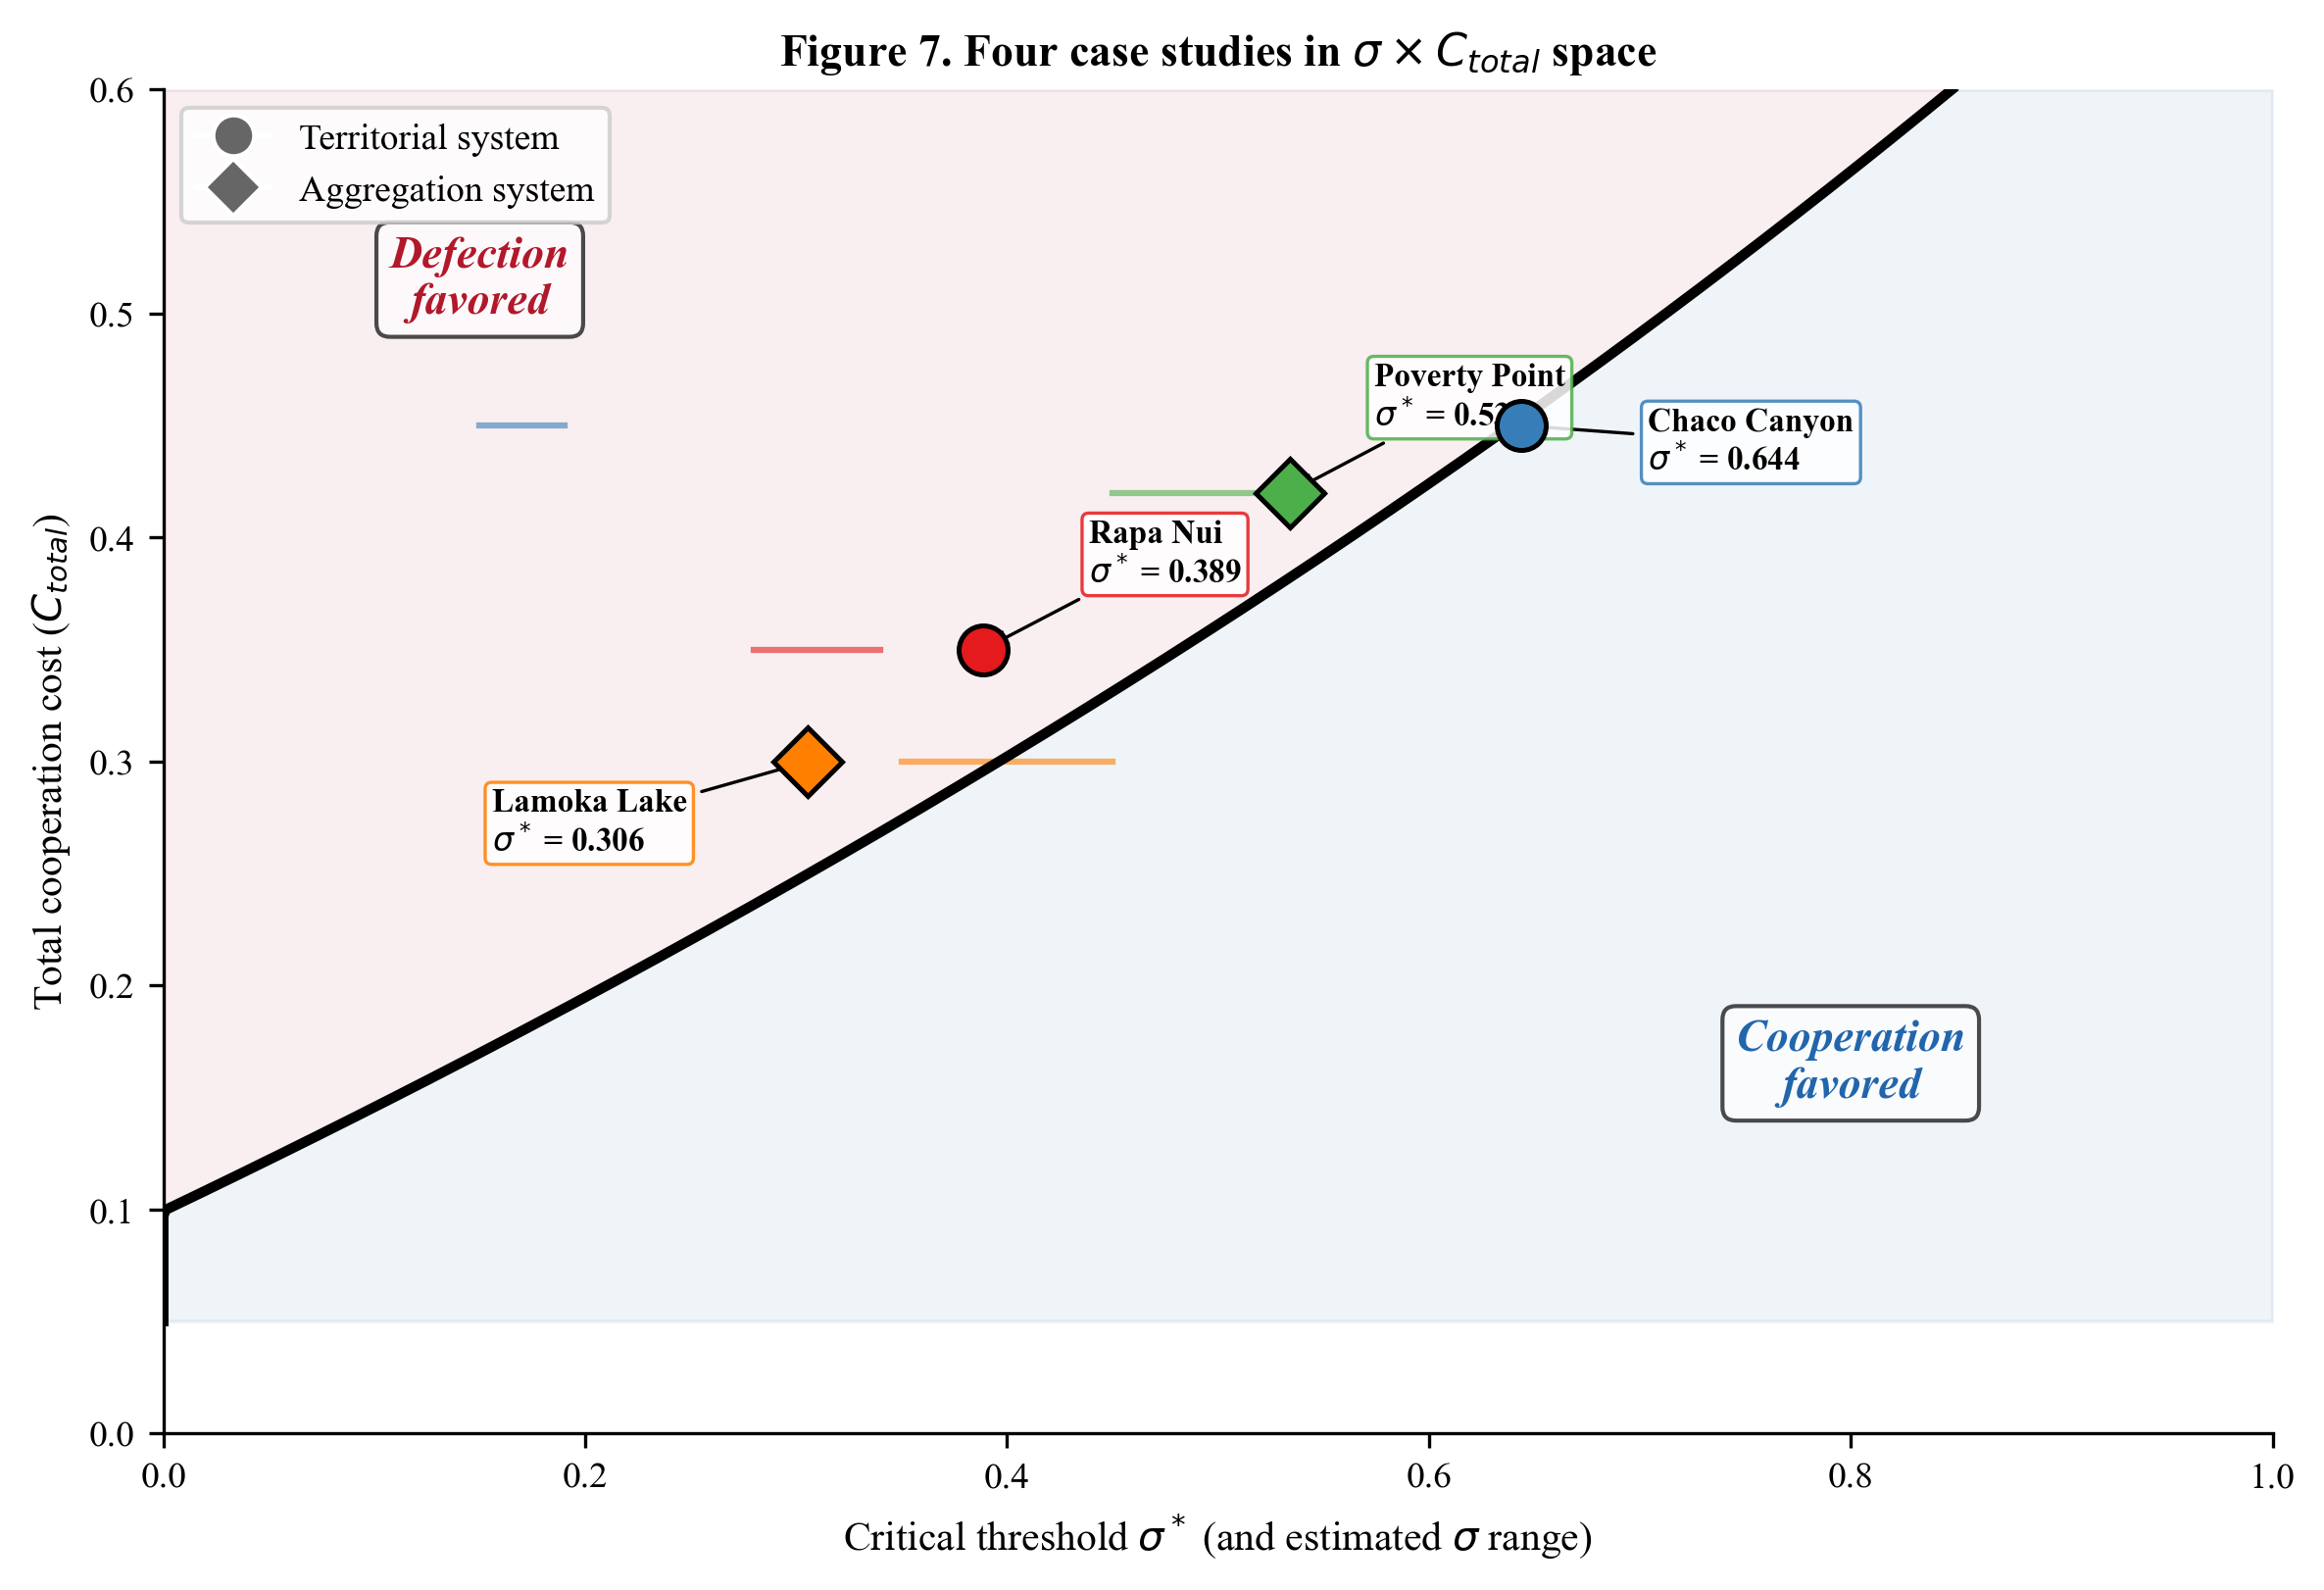 Figure 7. Four case studies in σ × C_total space
Territorial system
Aggregation system
Defection
favored
Poverty Point
σ* = 0.5
Chaco Canyon
σ* = 0.644
Rapa Nui
σ* = 0.389
Lamoka Lake
σ* = 0.306
Cooperation
favored
Total cooperation cost (C_total)
0.6
0.5
0.4
0.3
0.2
0.1
0.0
0.0 0.2 0.4 0.6 0.8 1.0
Critical threshold σ* (and estimated σ range)